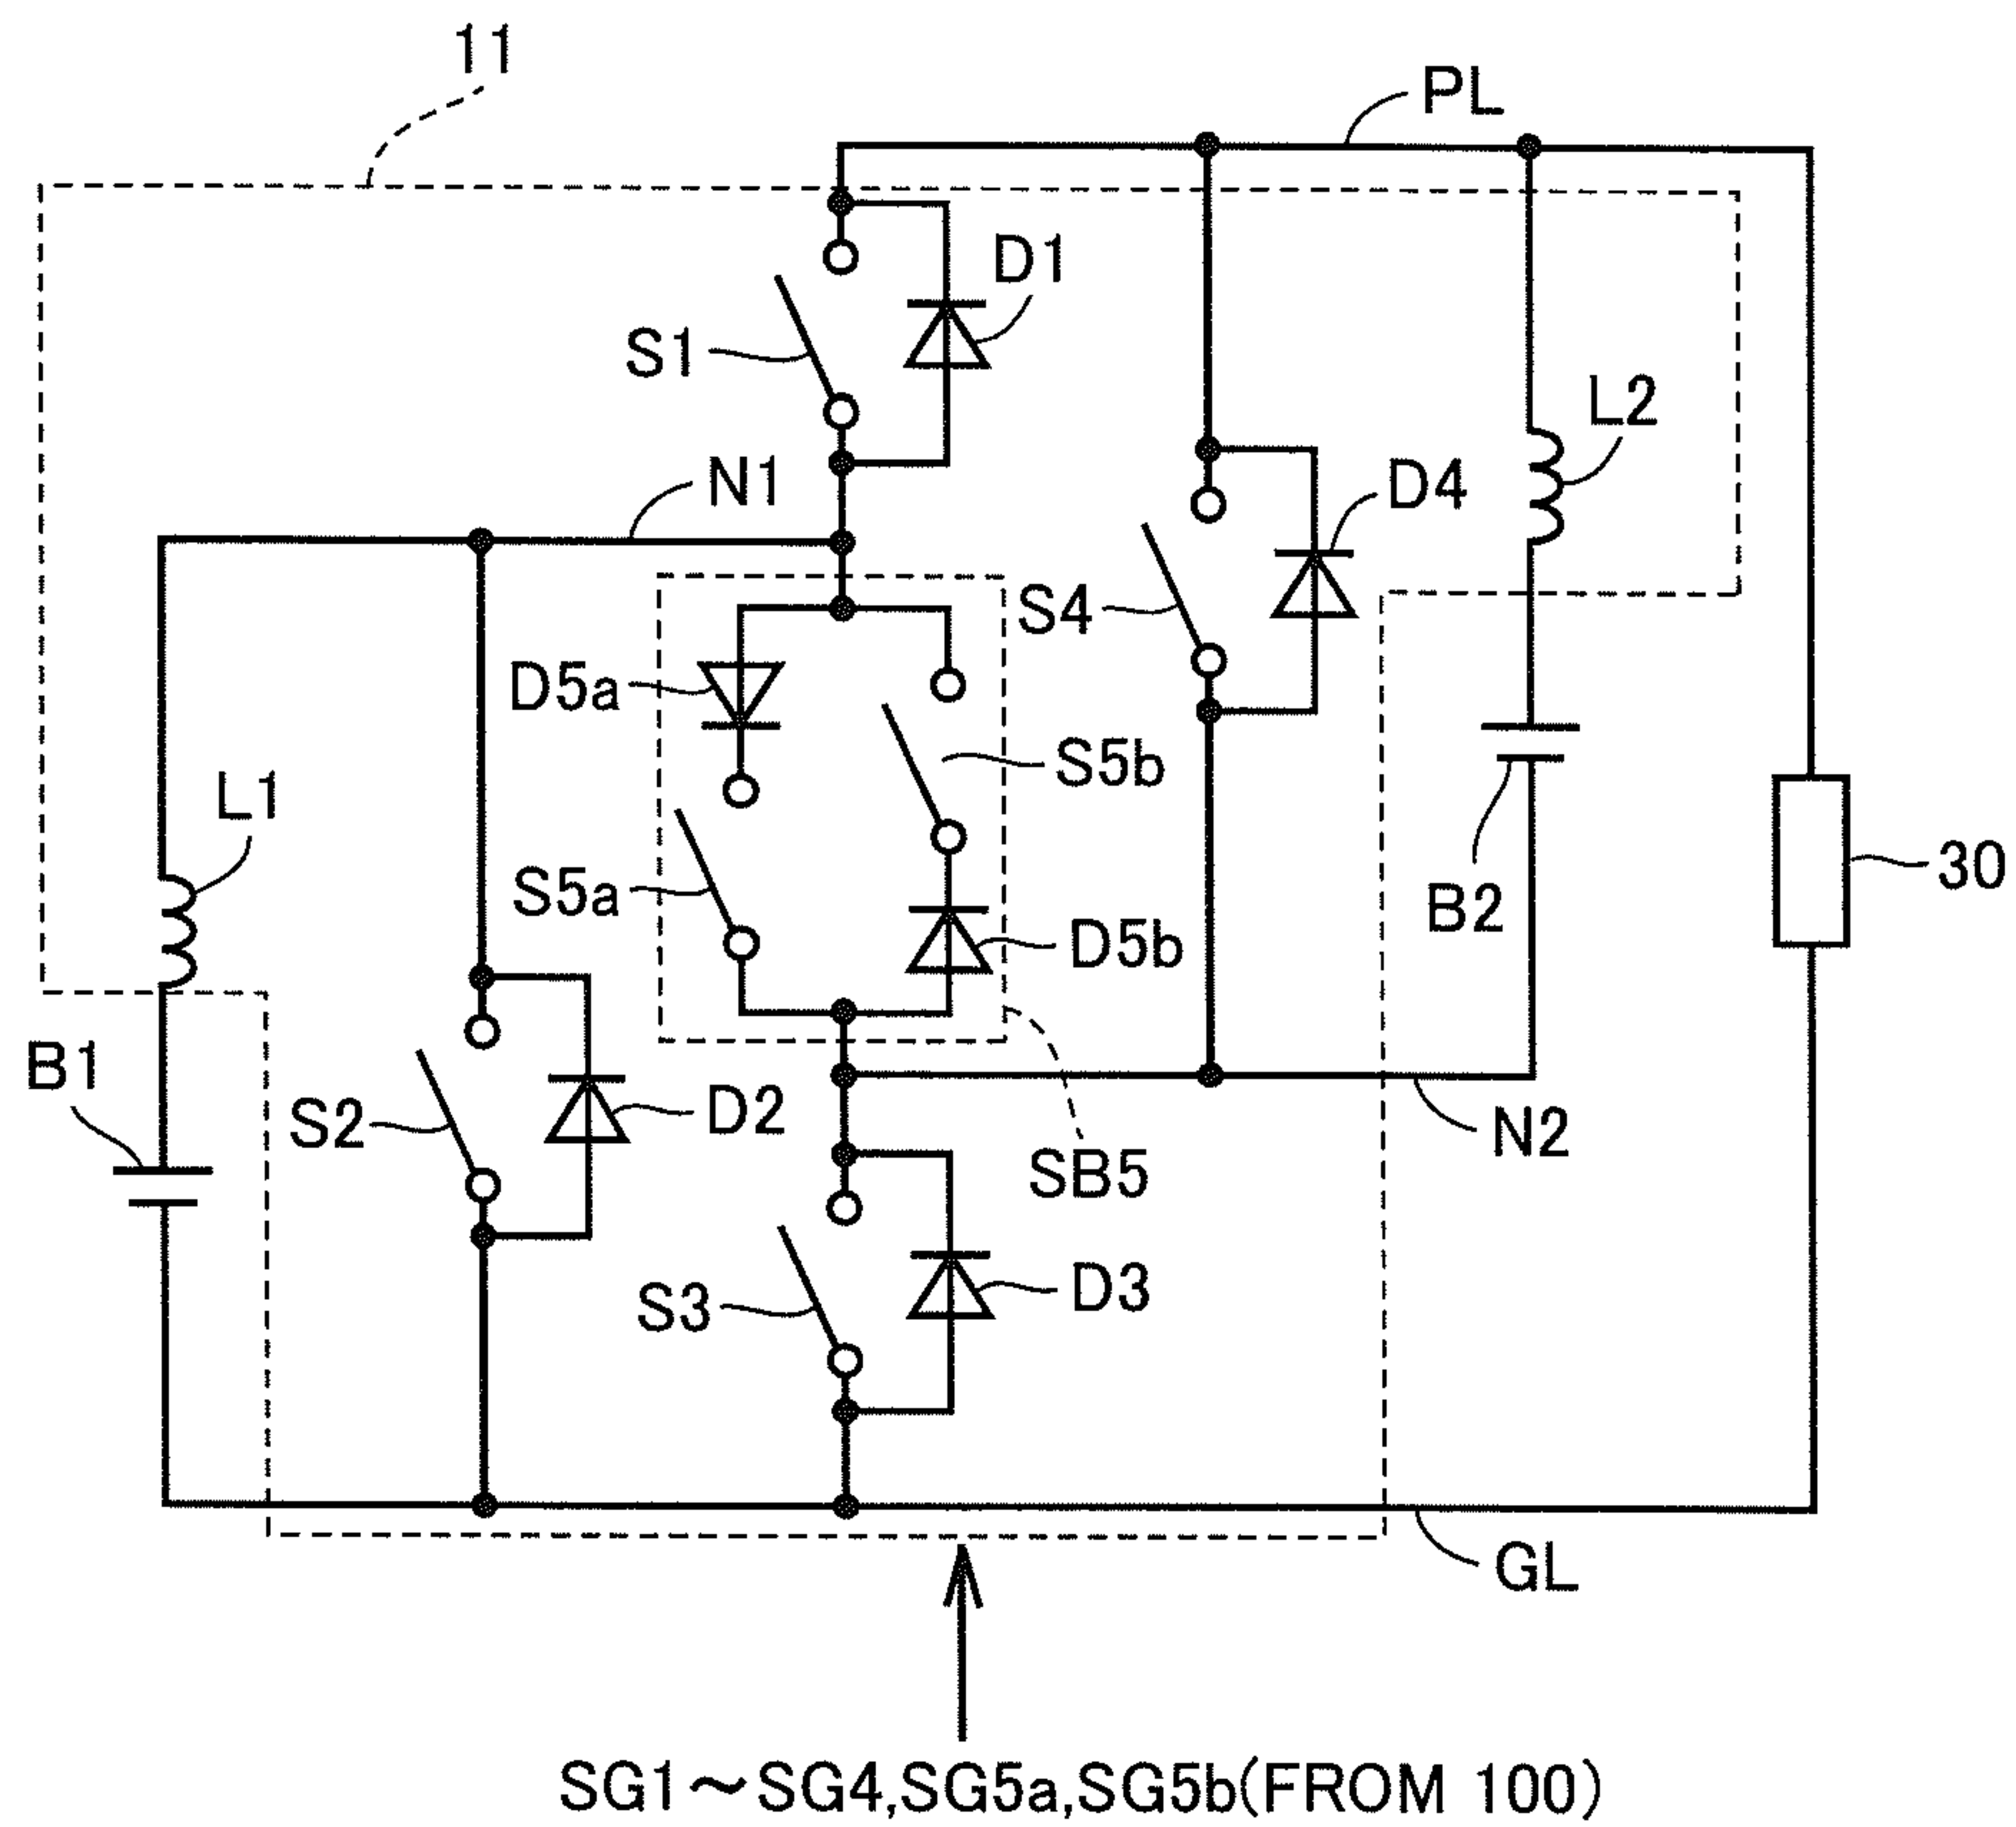 11
PL
D1
S1
L2
N1
D4
S4
D5a
S5b
L1
30
S5a
B2
D5b
B1
S2
D2
N2
SB5
S3
D3
GL
SG1～SG4,SG5a,SG5b(FROM 100)